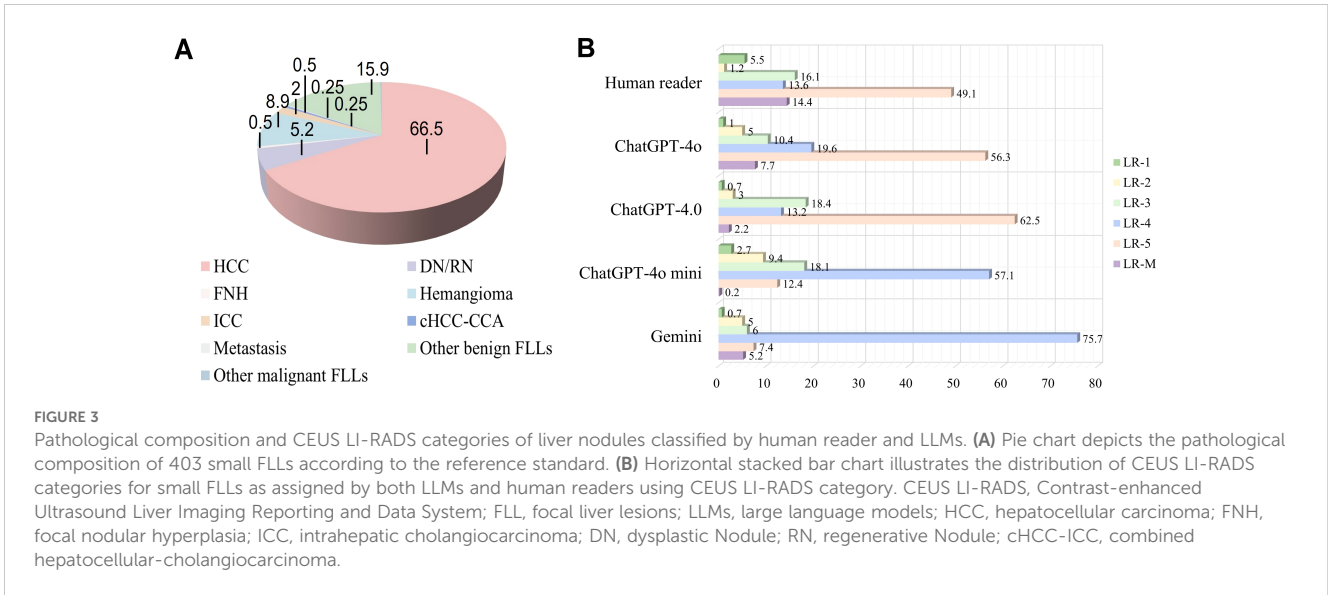 A
0.5
15.9
2
0.25
8.9
0.25
0.5
5.2
66.5
HCC
DN/RN
FNH
Hemangioma
ICC
cHCC-CCA
Metastasis
Other benign FLLs
Other malignant FLLs
B
Human reader
5.5
1.2
16.1
13.6
49.1
14.4
ChatGPT-4o
1
5
10.4
19.6
56.3
7.7
ChatGPT-4.0
0.7
3
18.4
13.2
62.5
2.2
ChatGPT-4o mini
2.7
9.4
18.1
57.1
12.4
0.2
Gemini
0.7
5
6
75.7
7.4
5.2
0 10 20 30 40 50 60 70 80
LR-1
LR-2
LR-3
LR-4
LR-5
LR-M
FIGURE 3
Pathological composition and CEUS LI-RADS categories of liver nodules classified by human reader and LLMs. (A) Pie chart depicts the pathological
composition of 403 small FLLs according to the reference standard. (B) Horizontal stacked bar chart illustrates the distribution of CEUS LI-RADS
categories for small FLLs as assigned by both LLMs and human readers using CEUS LI-RADS category. CEUS LI-RADS, Contrast-enhanced
Ultrasound Liver Imaging Reporting and Data System; FLL, focal liver lesions; LLMs, large language models; HCC, hepatocellular carcinoma; FNH,
focal nodular hyperplasia; ICC, intrahepatic cholangiocarcinoma; DN, dysplastic Nodule; RN, regenerative Nodule; cHCC-ICC, combined
hepatocellular-cholangiocarcinoma.